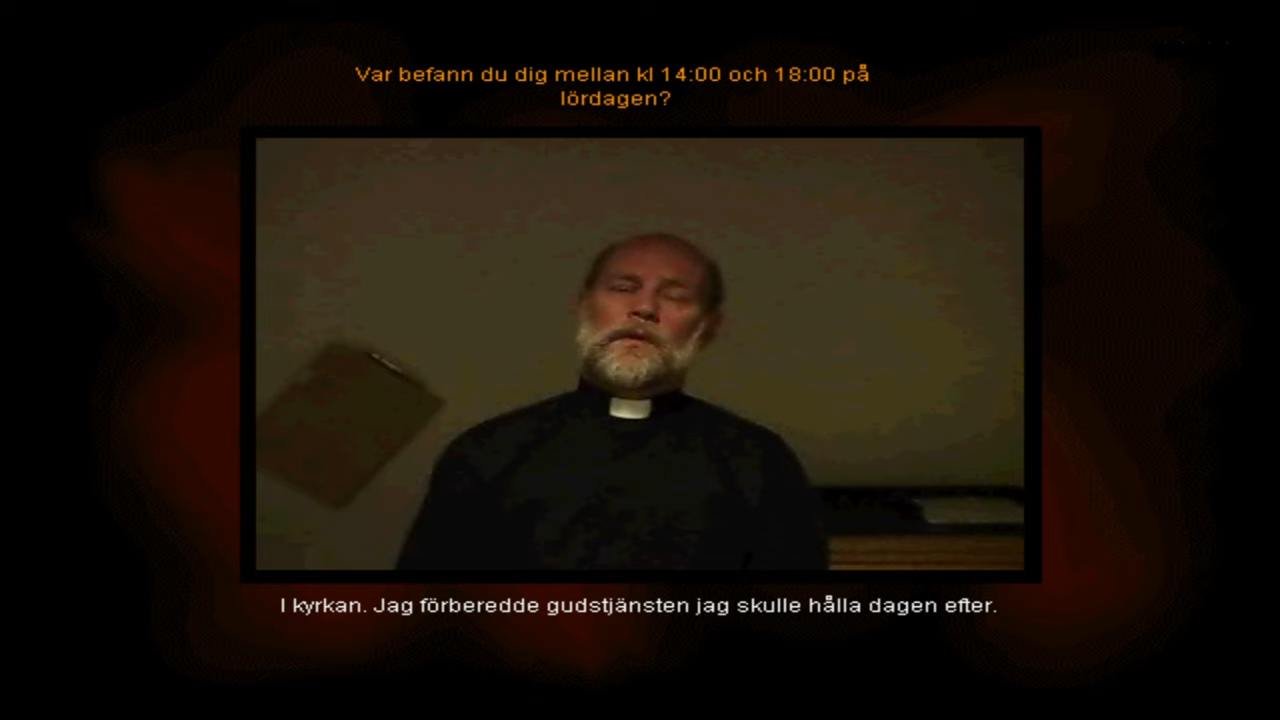 Var befann du dig mellan kl 14:00 och 18:00 på
lördagen?
I kyrkan. Jag förberedde gudstjänsten jag skulle hålla dagen efter.